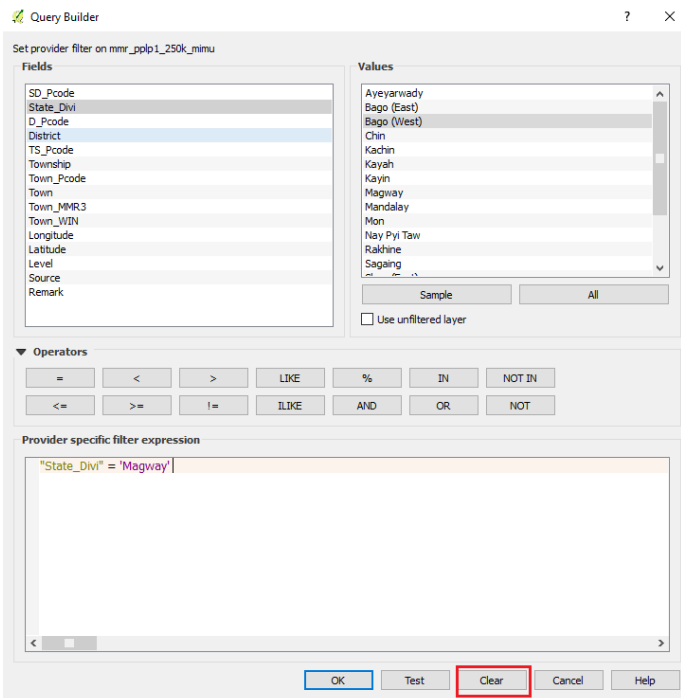 Query Builder
?
Set provider filter on mmr_pplp1_250k_mimu
Fields
SD_Pcode
State_Divi
D_Pcode
District
TS_Pcode
Township
Town_Pcode
Town
Town_MMR3
Town_WIN
Longitude
Latitude
Level
Source
Remark
Values
Ayeyarwady
Bago (East)
Bago (West)
Chin
Kachin
Kayah
Kayin
Magway
Mandalay
Mon
Nay Pyi Taw
Rakhine
Sagaing
Sample All
Use unfiltered layer
Operators
= < > LIKE % IN NOT IN
<= >= != ILIKE AND OR NOT
Provider specific filter expression
"State_Divi" = 'Magway'
OK Test Clear Cancel Help